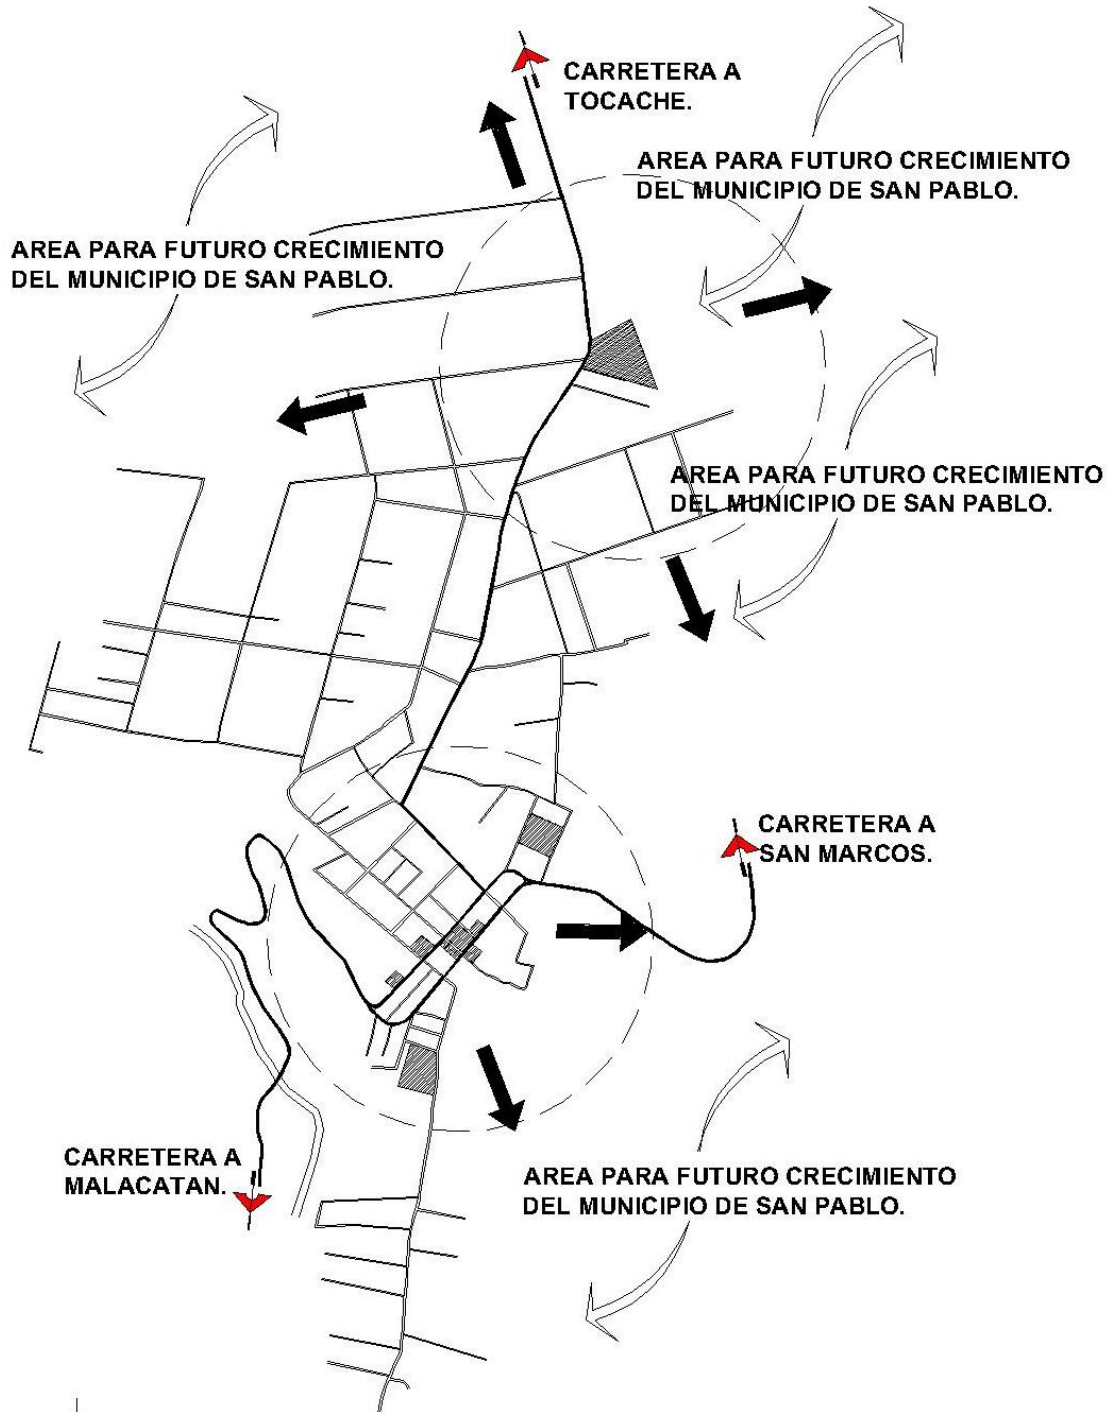 CARRETERA A
TOCACHE.
AREA PARA FUTURO CRECIMIENTO
DEL MUNICIPIO DE SAN PABLO.
AREA PARA FUTURO CRECIMIENTO
DEL MUNICIPIO DE SAN PABLO.
AREA PARA FUTURO CRECIMIENTO
DEL MUNICIPIO DE SAN PABLO.
CARRETERA A
SAN MARCOS.
CARRETERA A
MALACATAN.
AREA PARA FUTURO CRECIMIENTO
DEL MUNICIPIO DE SAN PABLO.